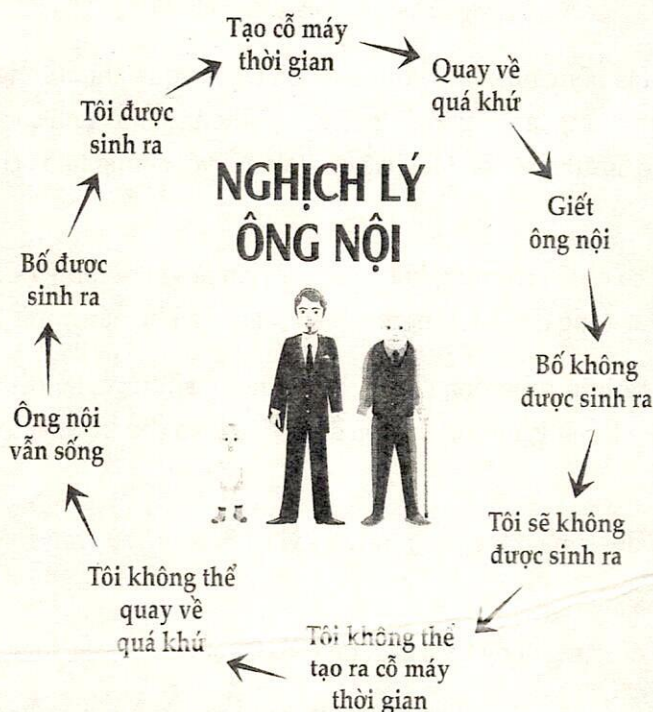 NGHỊCH LÝ
ÔNG NỘI
Tạo cỗ máy
thời gian
Quay về
quá khứ
Giết
ông nội
Bố không
được sinh ra
Tôi sẽ không
được sinh ra
Tôi không thể
tạo ra cỗ máy
thời gian
Tôi không thể
quay về
quá khứ
Ông nội
vẫn sống
Bố được
sinh ra
Tôi được
sinh ra